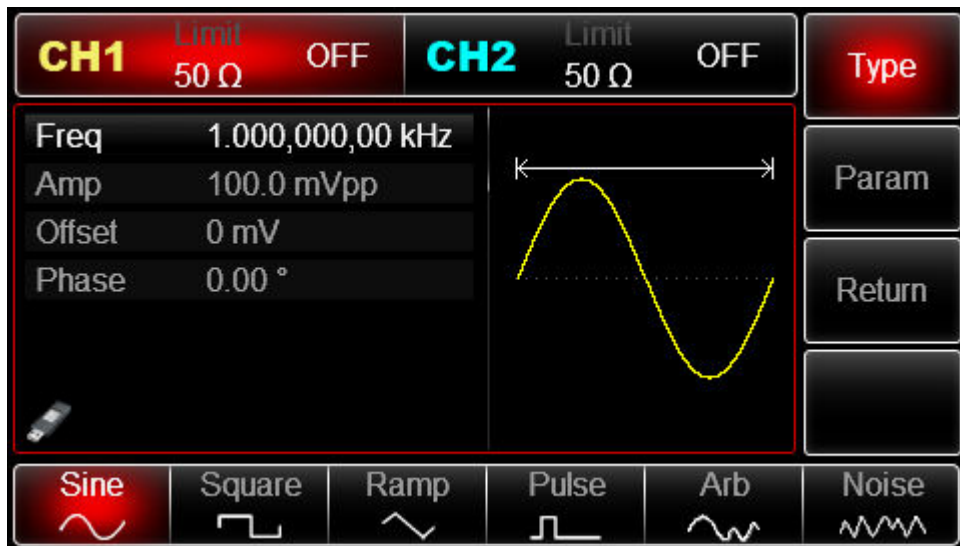 CH1 Limit OFF CH2 Limit OFF Type
50 Ω 50 Ω
Freq 1.000,000,00 kHz
Amp 100.0 mVpp Param
Offset 0 mV
Phase 0.00 ° Return
Sine Square Ramp Pulse Arb Noise